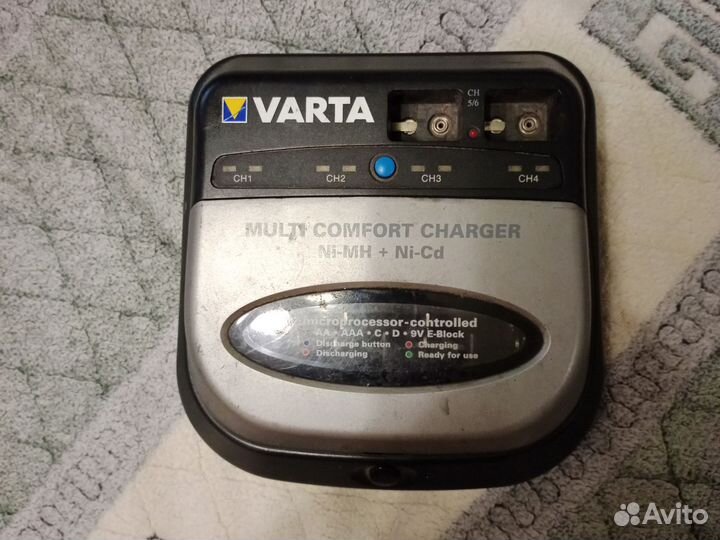 VARTA
CH
5/6
CH1 CH2 CH3 CH4
MULTI COMFORT CHARGER
Ni-MH + Ni-Cd
microprocessor-controlled
AA • AAA • C • D • 9V E-Block
Discharge button Charging
Discharging Ready for use
Avito